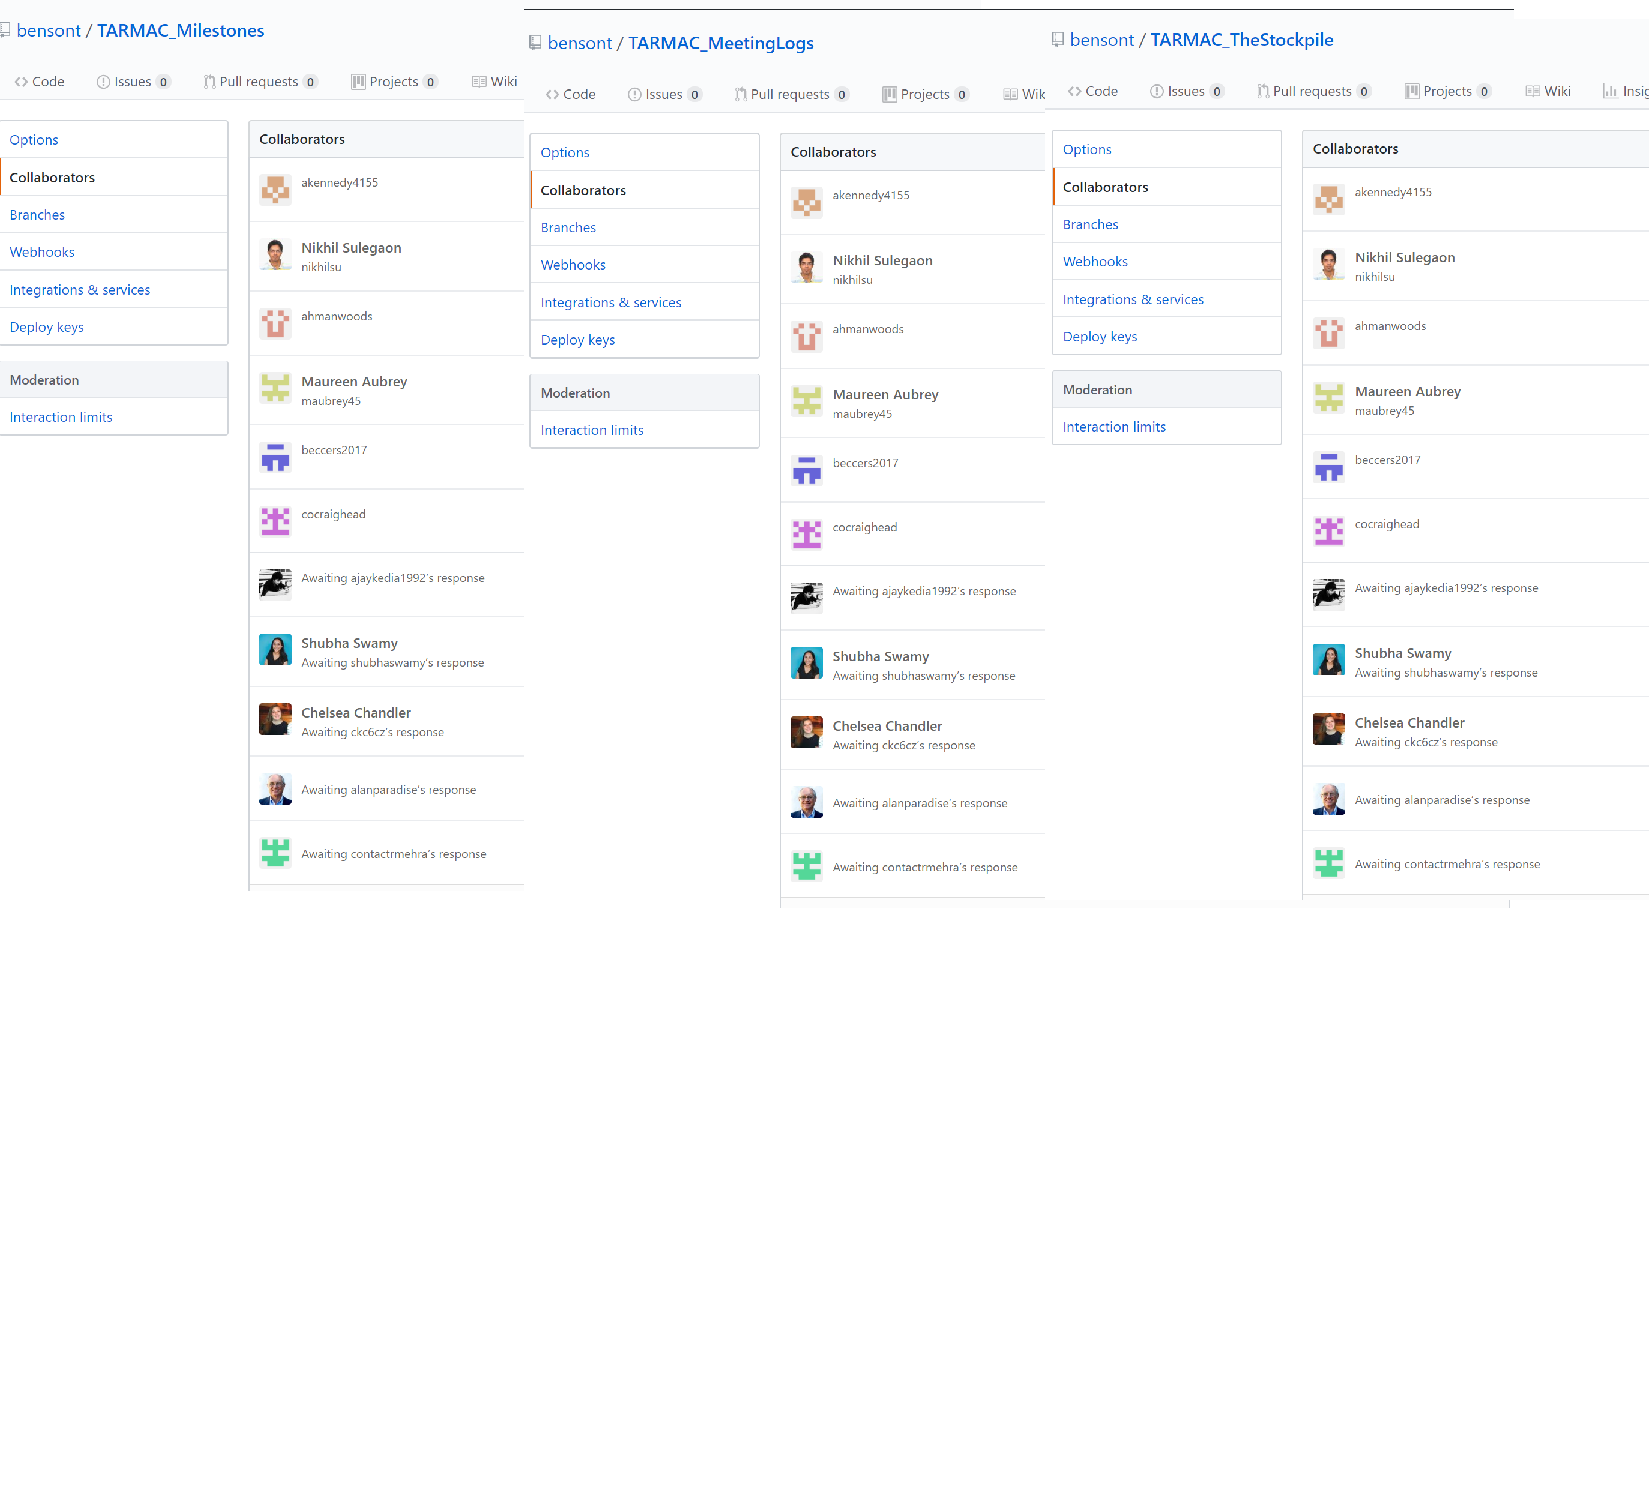 bensont / TARMAC_Milestones
Code Issues 0 Pull requests 0 Projects 0 Wiki
Options
Collaborators
Branches
Webhooks
Integrations & services
Deploy keys
Moderation
Interaction limits
Collaborators
akennedy4155
Nikhil Sulegaon
nikhilsu
ahmanwoods
Maureen Aubrey
maubrey45
beccers2017
cocraighead
Awaiting ajaykedia1992's response
Shubha Swamy
Awaiting shubhaswamy's response
Chelsea Chandler
Awaiting ckc6cz's response
Awaiting alanparadise's response
Awaiting contactrmehra's response
bensont / TARMAC_MeetingLogs
Code Issues 0 Pull requests 0 Projects 0 Wik
Options
Collaborators
Branches
Webhooks
Integrations & services
Deploy keys
Moderation
Interaction limits
Collaborators
akennedy4155
Nikhil Sulegaon
nikhilsu
ahmanwoods
Maureen Aubrey
maubrey45
beccers2017
cocraighead
Awaiting ajaykedia1992's response
Shubha Swamy
Awaiting shubhaswamy's response
Chelsea Chandler
Awaiting ckc6cz's response
Awaiting alanparadise's response
Awaiting contactrmehra's response
bensont / TARMAC_TheStockpile
Code Issues 0 Pull requests 0 Projects 0 Wiki Insig
Options
Collaborators
Branches
Webhooks
Integrations & services
Deploy keys
Moderation
Interaction limits
Collaborators
akennedy4155
Nikhil Sulegaon
nikhilsu
ahmanwoods
Maureen Aubrey
maubrey45
beccers2017
cocraighead
Awaiting ajaykedia1992's response
Shubha Swamy
Awaiting shubhaswamy's response
Chelsea Chandler
Awaiting ckc6cz's response
Awaiting alanparadise's response
Awaiting contactrmehra's response